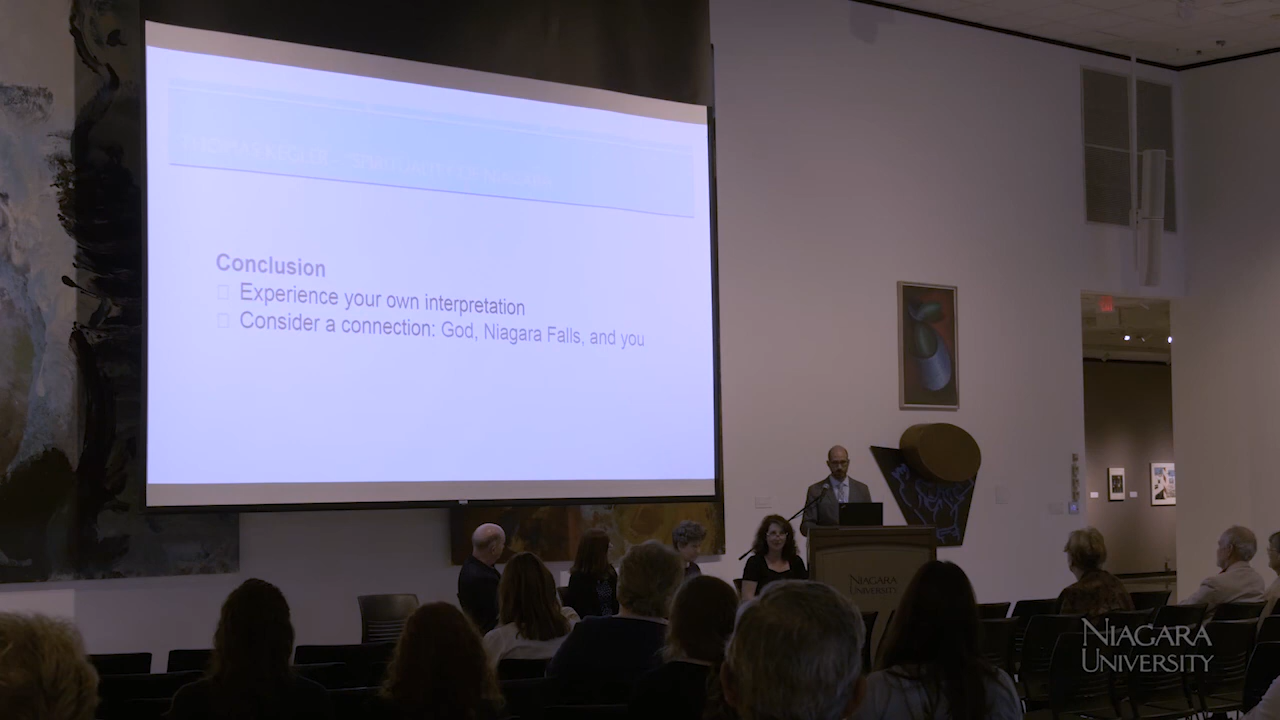 Conclusion
Experience your own interpretation
Consider a connection: God, Niagara Falls, and you
NIAGARA
UNIVERSITY
NIAGARA
UNIVERSITY